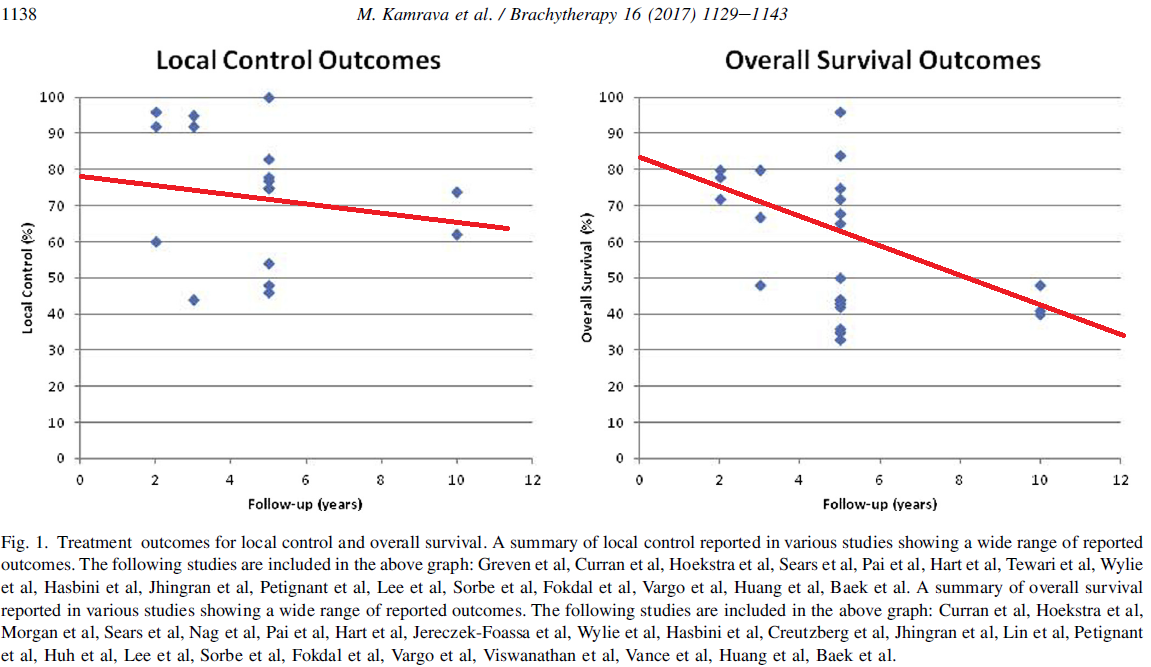 1138
M. Kamrava et al. / Brachytherapy 16 (2017) 1129−1143
Local Control Outcomes
100
90
80
70
60
50
40
30
20
10
0
Local Control (%)
0 2 4 6 8 10 12
Follow-up (years)
Overall Survival Outcomes
100
90
80
70
60
50
40
30
20
10
0
Overall Survival (%)
0 2 4 6 8 10 12
Follow-up (years)
Fig. 1. Treatment outcomes for local control and overall survival. A summary of local control reported in various studies showing a wide range of reported
outcomes. The following studies are included in the above graph: Greven et al, Curran et al, Hoekstra et al, Sears et al, Pai et al, Hart et al, Tewari et al, Wylie
et al, Hasbini et al, Jhingran et al, Petignant et al, Lee et al, Sorbe et al, Fokdal et al, Vargo et al, Huang et al, Baek et al. A summary of overall survival
reported in various studies showing a wide range of reported outcomes. The following studies are included in the above graph: Curran et al, Hoekstra et al,
Morgan et al, Sears et al, Nag et al, Pai et al, Hart et al, Jereczek-Foassa et al, Wylie et al, Hasbini et al, Creutzberg et al, Jhingran et al, Lin et al, Petignant
et al, Huh et al, Lee et al, Sorbe et al, Fokdal et al, Vargo et al, Viswanathan et al, Vance et al, Huang et al, Baek et al.